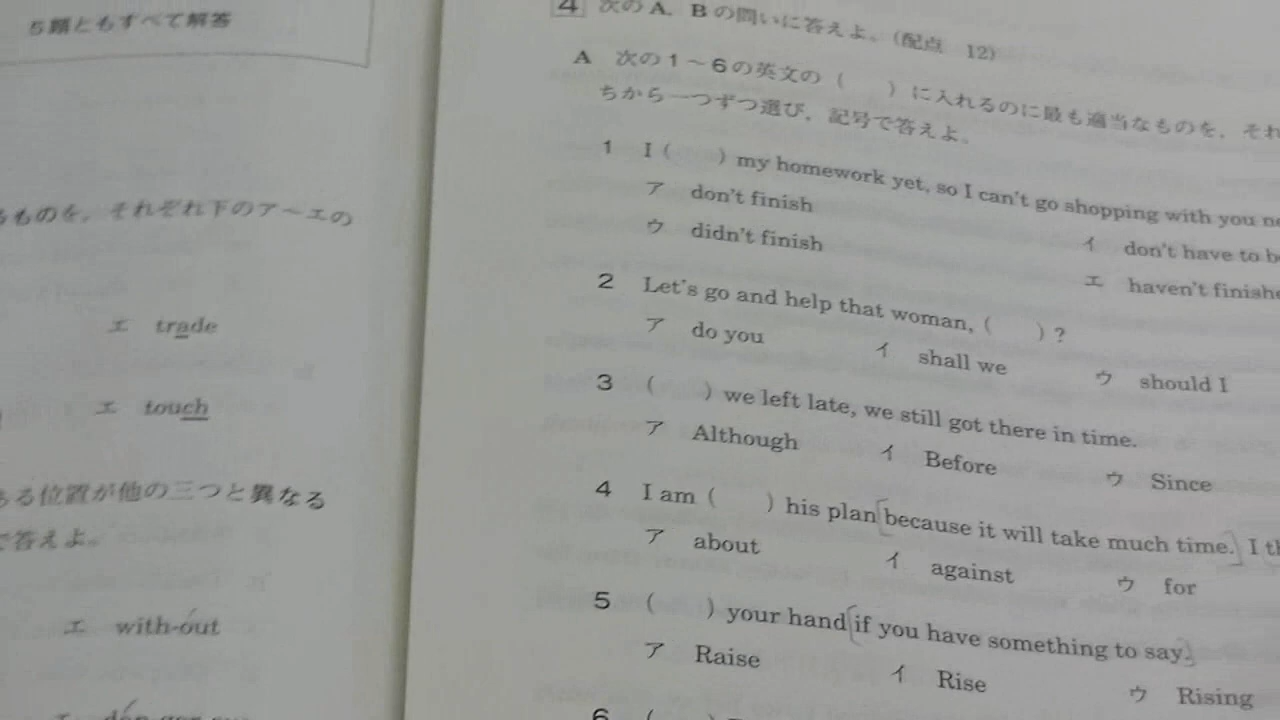 5題ともすべて解答
るものを，それぞれ下のア～エの
エ trade
エ touch
ある位置が他の三つと異なる
で答えよ。
エ with-óut
エ
4 次のA，Bの問いに答えよ。(配点 12)
A 次の1～6の英文の( )に入れるのに最も適当なものを，それ
ちから一つずつ選び，記号で答えよ。
1 I ( ) my homework yet, so I can't go shopping with you
ア don't finish イ don't have to
ウ didn't finish エ haven't
2 Let's go and help that woman, ( ) ?
ア do you イ shall we ウ should I
3 ( ) we left late, we still got there in time.
ア Although イ Before ウ Since
4 I am ( ) his plan [because it will take much time.] I
ア about イ against ウ for
5 ( ) your hand [if you have something to say.]
ア Raise イ Rise ウ Rising
6 (